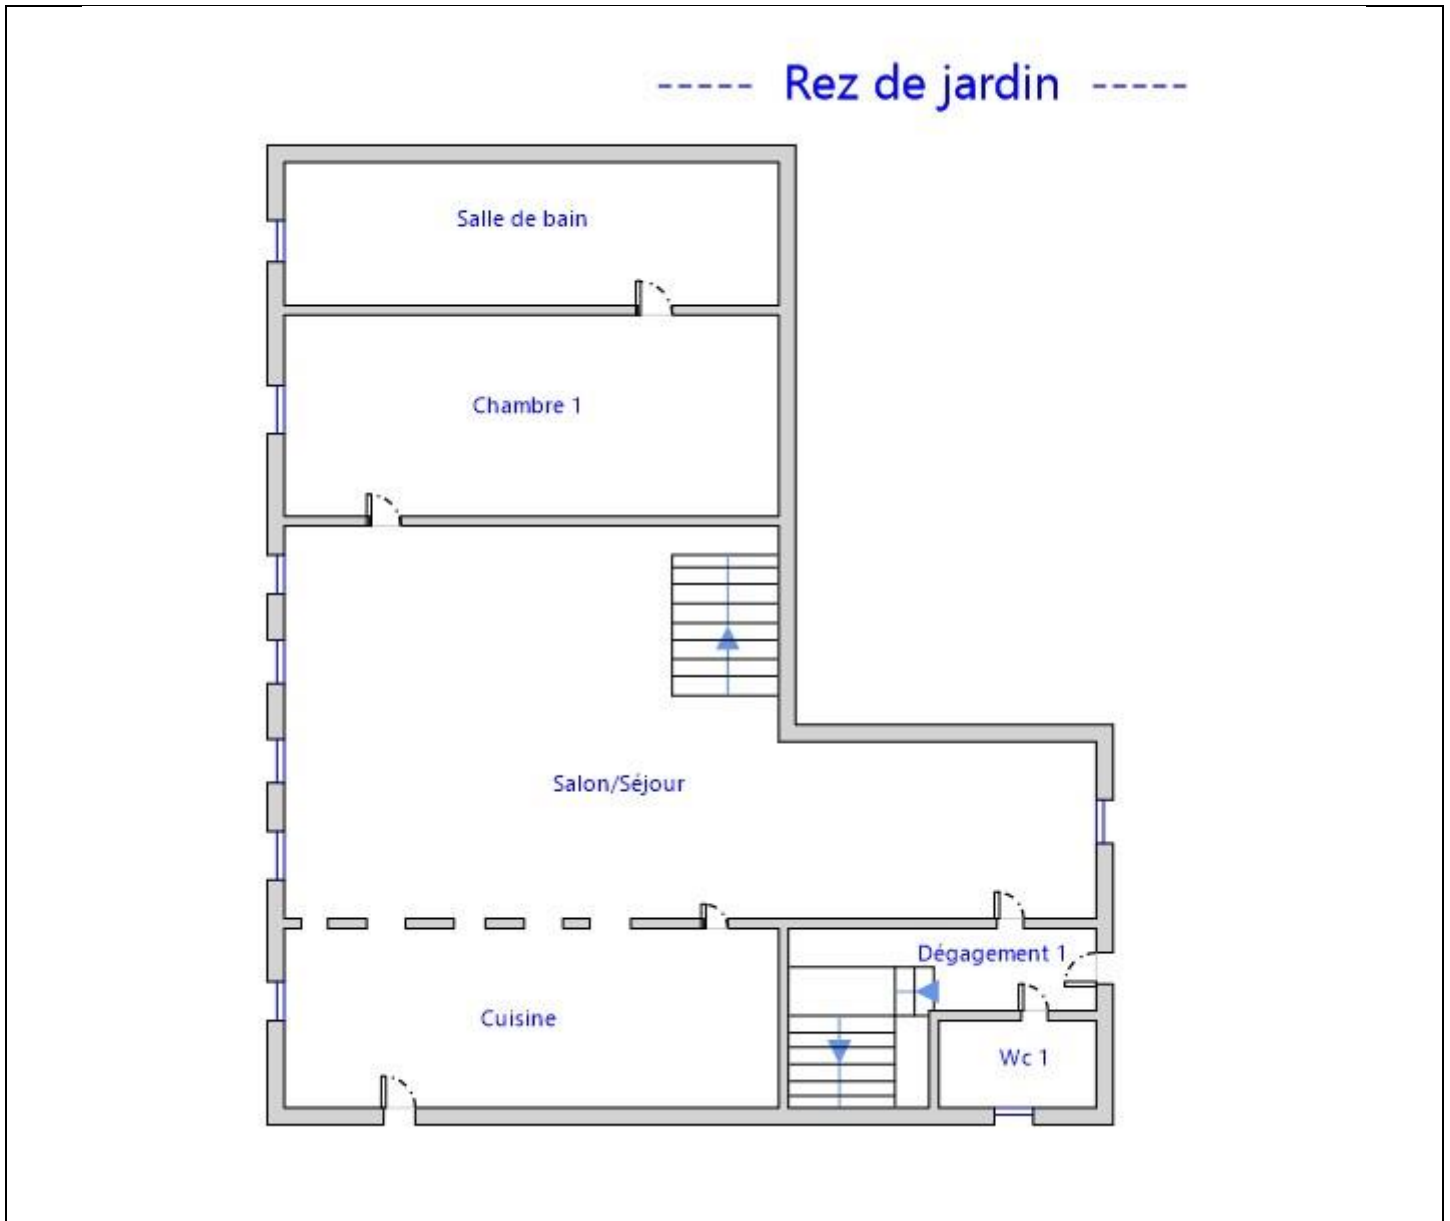 ----- Rez de jardin -----
Salle de bain
Chambre 1
Salon/Séjour
Dégagement 1
Cuisine
Wc 1